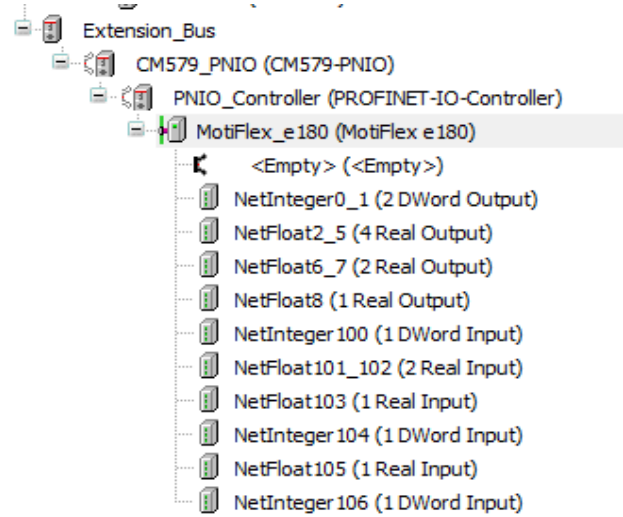 Extension_Bus
CM579_PNIO (CM579-PNIO)
PNIO_Controller (PROFINET-IO-Controller)
MotiFlex_e180 (MotiFlex e180)
<Empty> (<Empty>)
NetInteger0_1 (2 DWord Output)
NetFloat2_5 (4 Real Output)
NetFloat6_7 (2 Real Output)
NetFloat8 (1 Real Output)
NetInteger100 (1 DWord Input)
NetFloat101_102 (2 Real Input)
NetFloat103 (1 Real Input)
NetInteger104 (1 DWord Input)
NetFloat105 (1 Real Input)
NetInteger106 (1 DWord Input)